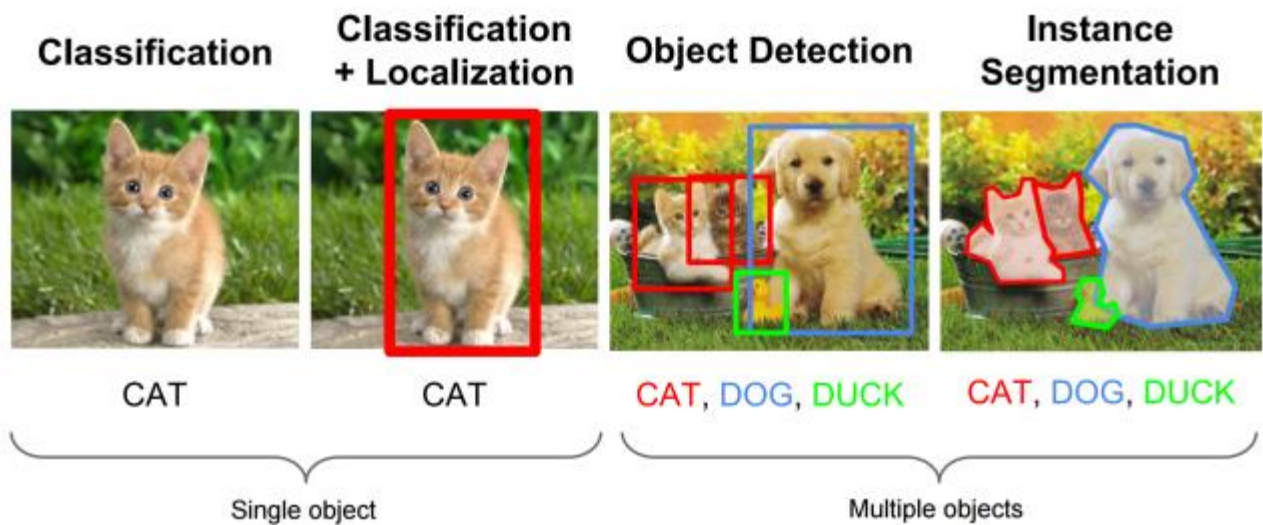 Classification
Classification
+ Localization
Object Detection
Instance
Segmentation
CAT
CAT
CAT, DOG, DUCK
CAT, DOG, DUCK
Single object
Multiple objects